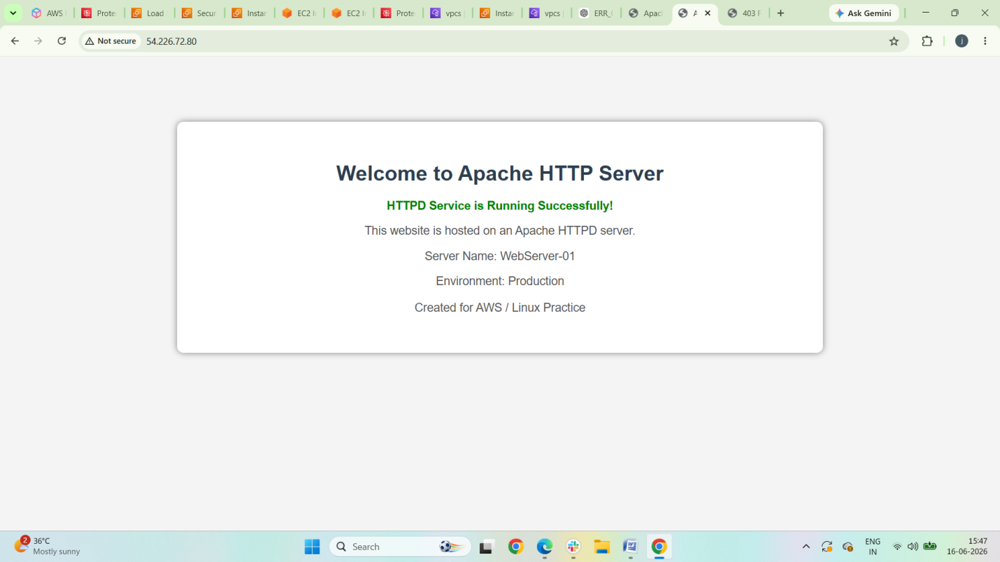 AWS
Prote
Load
Secur
Instar
EC2 I
EC2 I
Prote
vpcs
Instar
vpcs
ERR_
Apac
403 F
Ask Gemini
Not secure
54.226.72.80
j
Welcome to Apache HTTP Server
HTTPD Service is Running Successfully!
This website is hosted on an Apache HTTPD server.
Server Name: WebServer-01
Environment: Production
Created for AWS / Linux Practice
2
36°C
Mostly sunny
Search
ENG
IN
15:47
16-06-2026